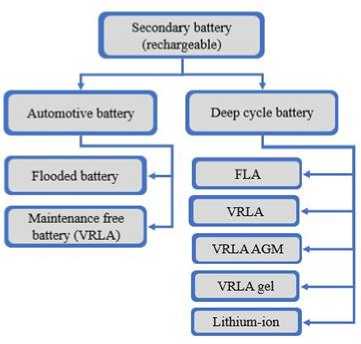 Secondary battery
(rechargeable)
Automotive battery
Deep cycle battery
Flooded battery
Maintenance free
battery (VRLA)
FLA
VRLA
VRLA AGM
VRLA gel
Lithium-ion